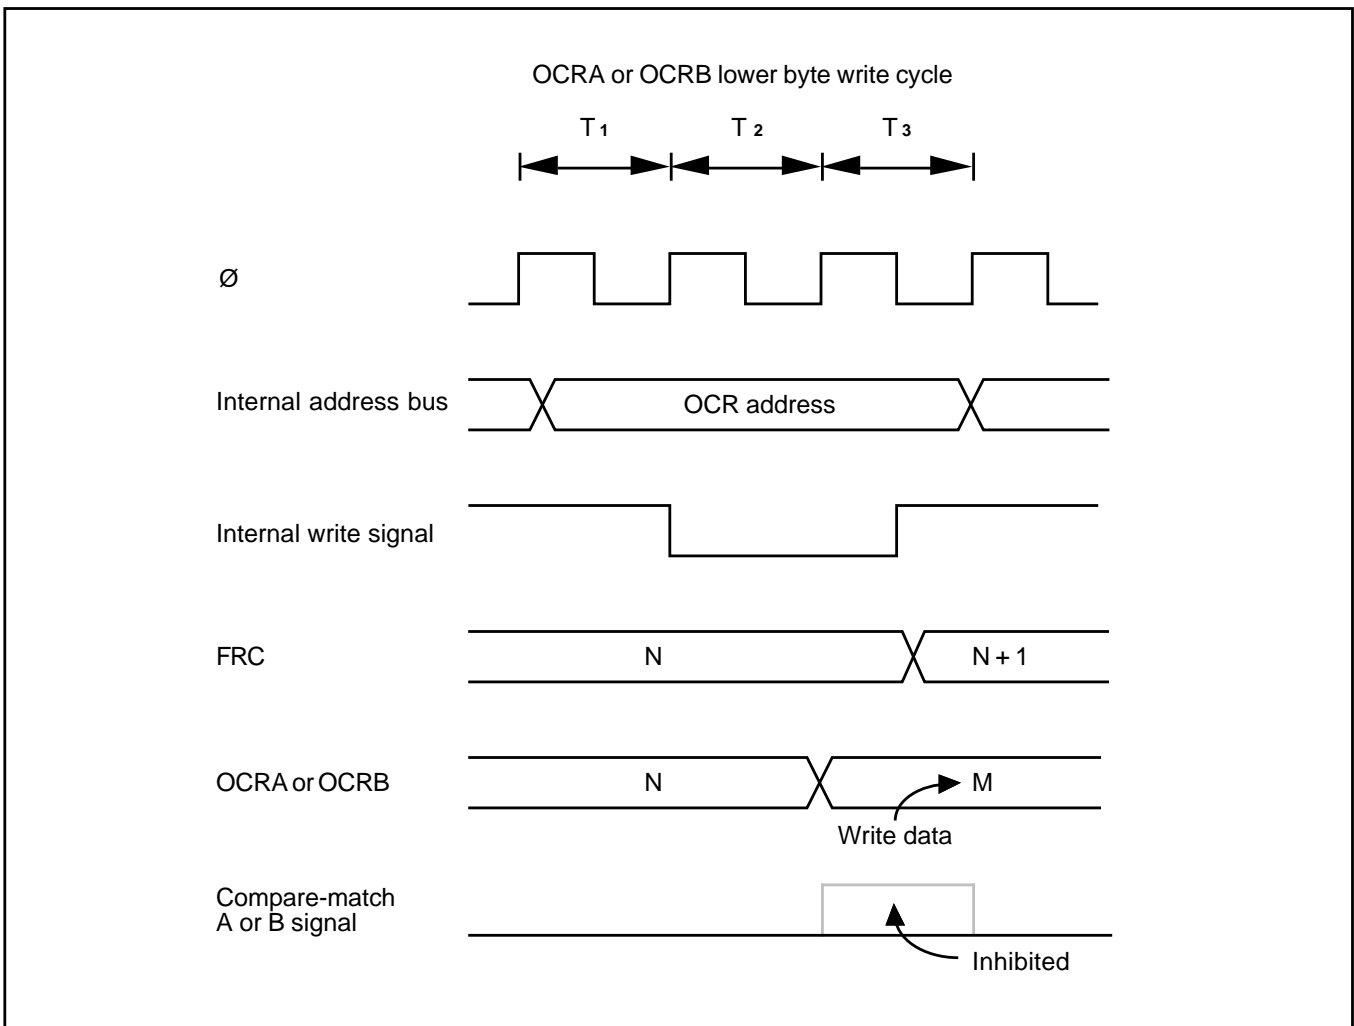 OCRA or OCRB lower byte write cycle
T1 T2 T3
Ø
Internal address bus
OCR address
Internal write signal
FRC
N
N + 1
OCRA or OCRB
N
M
Write data
Compare-match
A or B signal
Inhibited